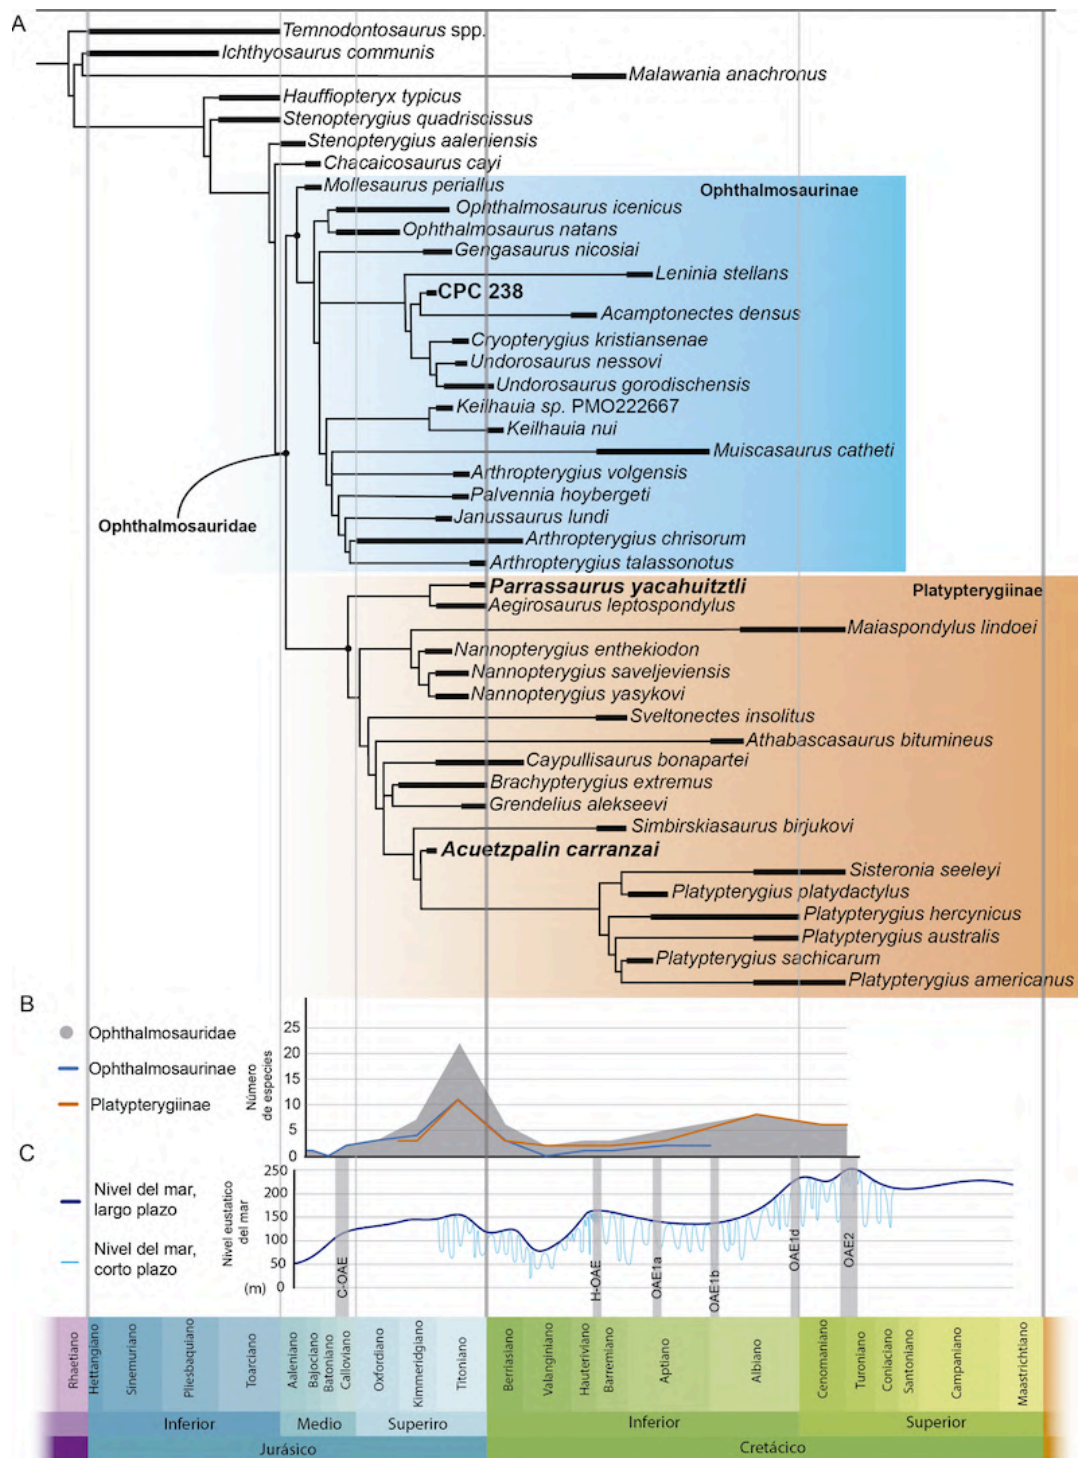 A
Temnodontosaurus spp.
Ichthyosaurus communis
Malawania anachronus
Hauffiopteryx typicus
Stenopterygius quadriscissus
Stenopterygius aaleniensis
Chacaicosaurus cayi
Mollesaurus periallus
Ophthalmosaurinae
Ophthalmosaurus icenicus
Ophthalmosaurus natans
Gengasaurus nicosiai
Leninia stellans
CPC 238
Acamptonectes densus
Cryopterygius kristiansenae
Undorosaurus nessovi
Undorosaurus gorodischensis
Keilhauia sp. PMO222667
Keilhauia nui
Muiscasaurus catheti
Arthropterygius volgensis
Palvennia hoybergeti
Janussaurus lundi
Ophthalmosauridae
Arthropterygius chrisorum
Arthropterygius talassonotus
Parrassaurus yacahuitztli
Platypterygiinae
Aegirosaurus leptospondylus
Maiaspondylus lindoei
Nannopterygius enthekiodon
Nannopterygius saveljeviensis
Nannopterygius yasykovi
Sveltonectes insolitus
Athabascasaurus bitumineus
Caypullisaurus bonapartei
Brachypterygius extremus
Grendelius alekseevi
Simbirskiasaurus birjukovi
Acuetzpalin carranzai
Sisteronia seeleyi
Platypterygius platydactylus
Platypterygius hercynicus
Platypterygius australis
Platypterygius sachicarum
Platypterygius americanus
B
Ophthalmosauridae
Ophthalmosaurinae
Platypterygiinae
Número
de especies
25
20
15
10
5
0
C
Nivel del mar,
largo plazo
Nivel del mar,
corto plazo
Nivel eustatico
del mar
(m)
250
200
150
100
50
0
C-OAE
H-OAE
OAE1a
OAE1b
OAE1d
OAE2
Rhaetiano
Hettangiano
Sinemuriano
Pliesbaquiano
Toarciano
Aaleniano
Bajociano
Batoniano
Calloviano
Oxfordiano
Kimmeridgiano
Titoniano
Berriasiano
Valanginiano
Hauteriviano
Barremiano
Aptiano
Albiano
Cenomaniano
Turoniano
Coniaciano
Santoniano
Campaniano
Maastrichtiano
Inferior
Medio
Superiro
Inferior
Superior
Jurásico
Cretácico